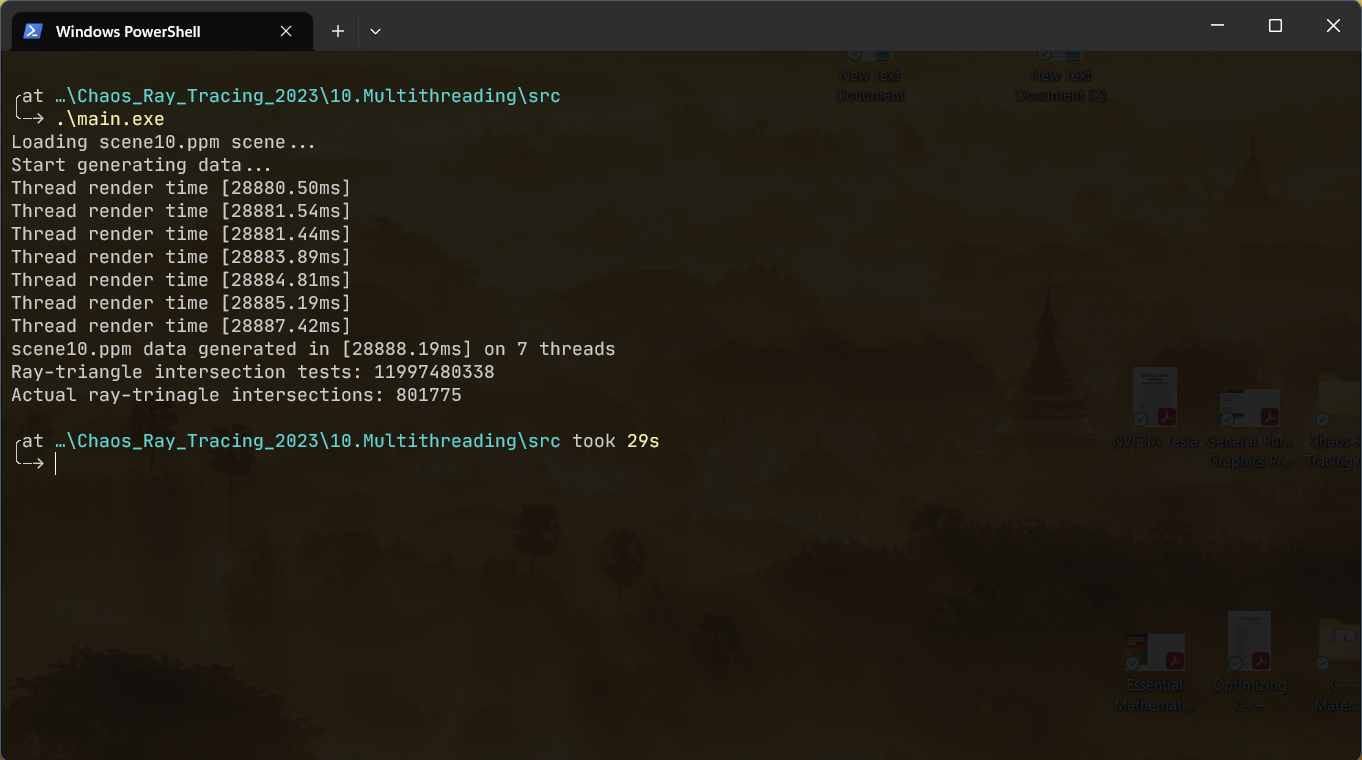 Windows PowerShell
New Text
Document
New Text
Document (2)
at …\Chaos_Ray_Tracing_2023\10.Multithreading\src
.\main.exe
Loading scene10.ppm scene...
Start generating data...
Thread render time [28880.50ms]
Thread render time [28881.54ms]
Thread render time [28881.44ms]
Thread render time [28883.89ms]
Thread render time [28884.81ms]
Thread render time [28885.19ms]
Thread render time [28887.42ms]
scene10.ppm data generated in [28888.19ms] on 7 threads
Ray-triangle intersection tests: 11997480338
Actual ray-trinagle intersections: 801775
at …\Chaos_Ray_Tracing_2023\10.Multithreading\src took 29s
NVIDIA Tesla
General-Pur...
Graphics Pr...
Chaos
Tracing
Essential
Mathemati...
Optimizing
C++
C++
Materi